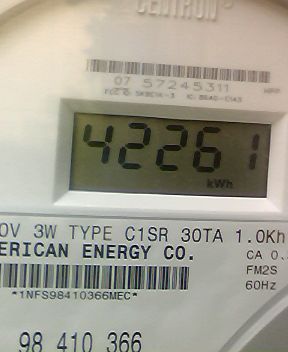 CENTRON®
07 57245311
42261
kWh
0V 3W TYPE C1SR 30TA 1.0Kh
ERICAN ENERGY CO.
CA 0.
FM2S
*1NFS98410366MEC*
60Hz
98 410 366